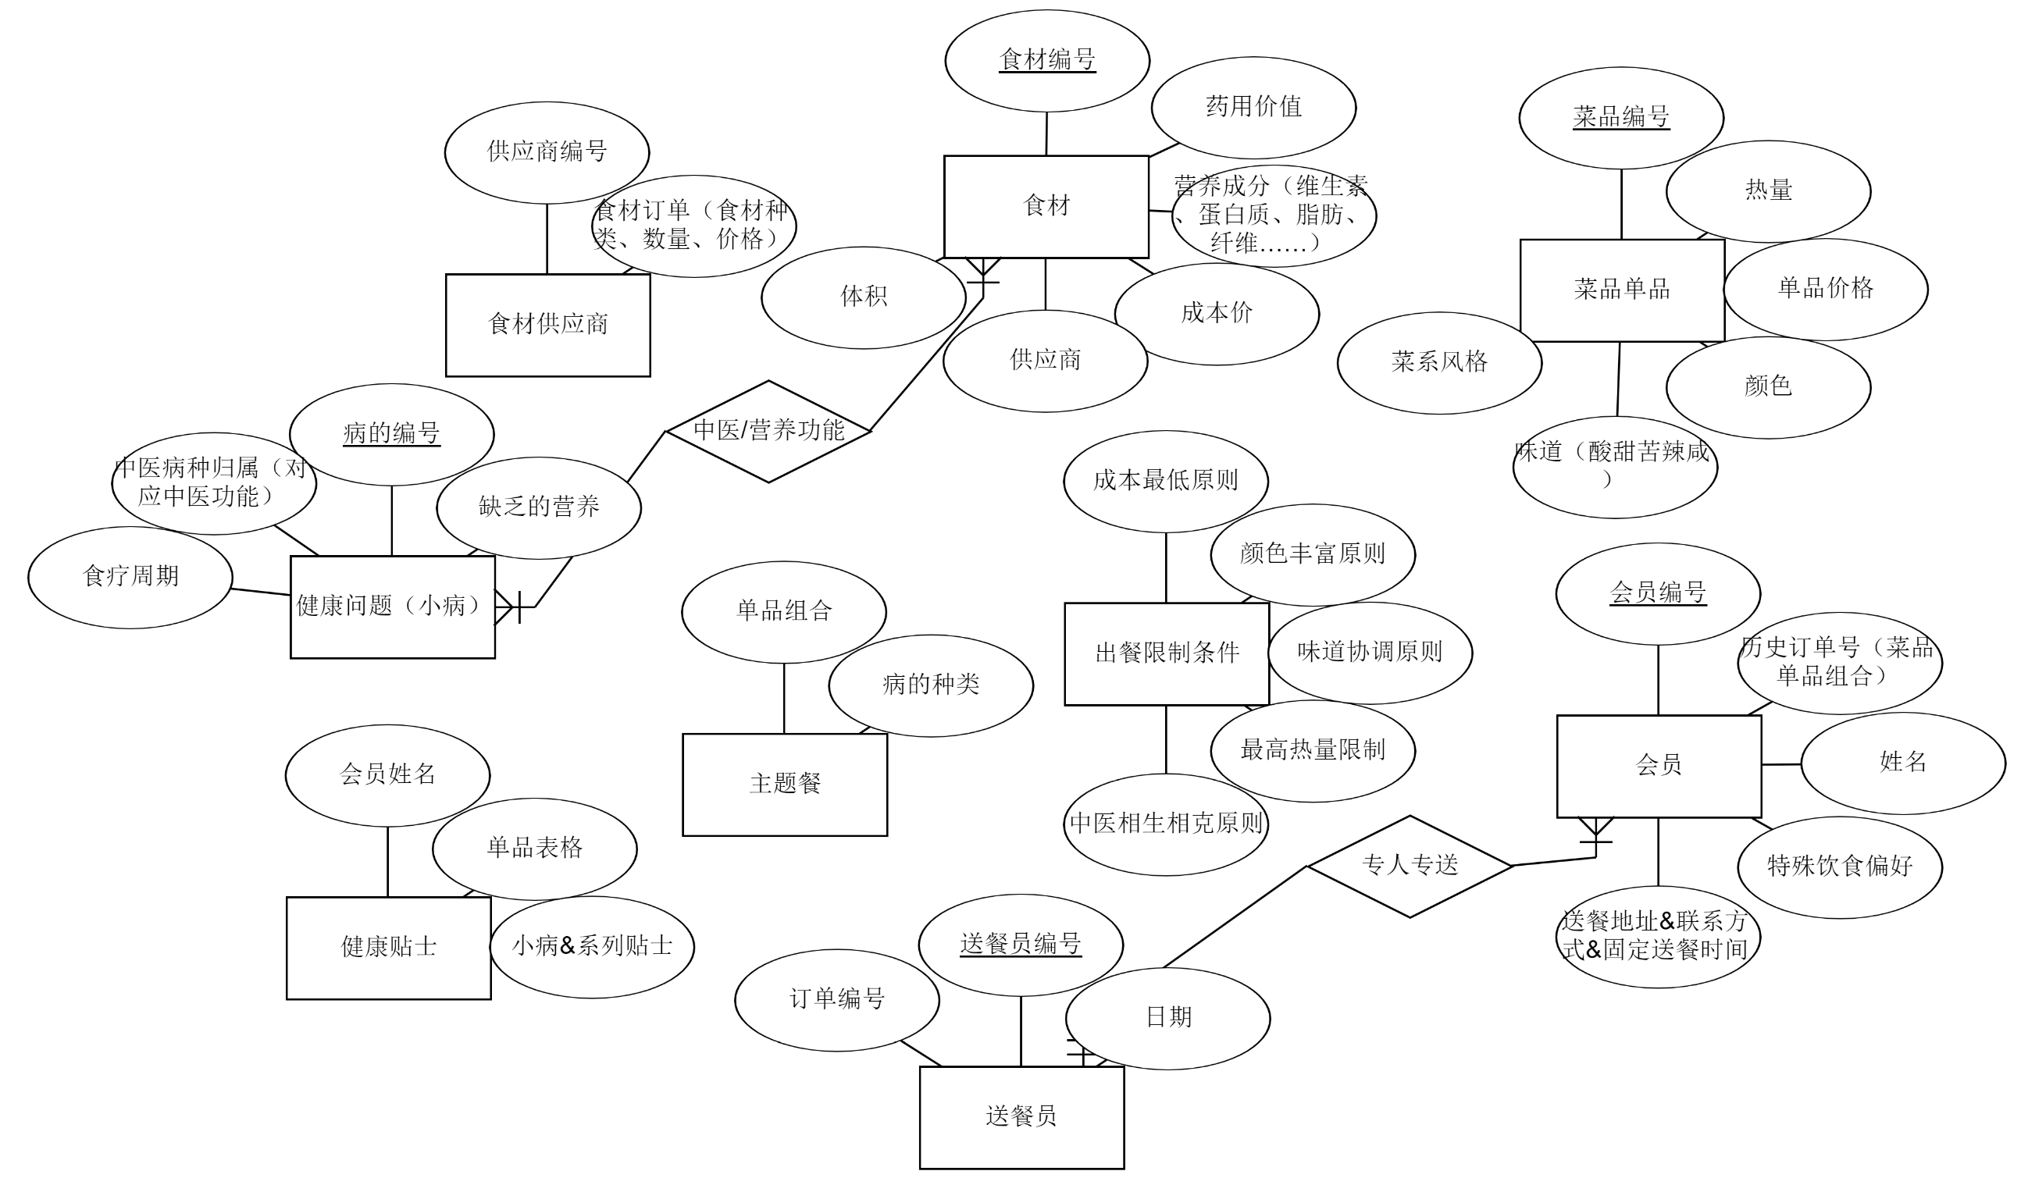 食材编号
药用价值
营养成分（维生素
、蛋白质、脂肪、
纤维......）
食材
体积
供应商
成本价
供应商编号
食材订单（食材种
类、数量、价格）
食材供应商
菜品编号
热量
菜品单品
单品价格
菜系风格
颜色
味道（酸甜苦辣咸
）
中医/营养功能
病的编号
中医病种归属（对
应中医功能）
缺乏的营养
食疗周期
健康问题（小病）
单品组合
病的种类
主题餐
成本最低原则
颜色丰富原则
出餐限制条件
味道协调原则
最高热量限制
中医相生相克原则
会员编号
历史订单号（菜品
单品组合）
会员
姓名
特殊饮食偏好
送餐地址&联系方
式&固定送餐时间
专人专送
会员姓名
单品表格
健康贴士
小病&系列贴士
送餐员编号
订单编号
日期
送餐员